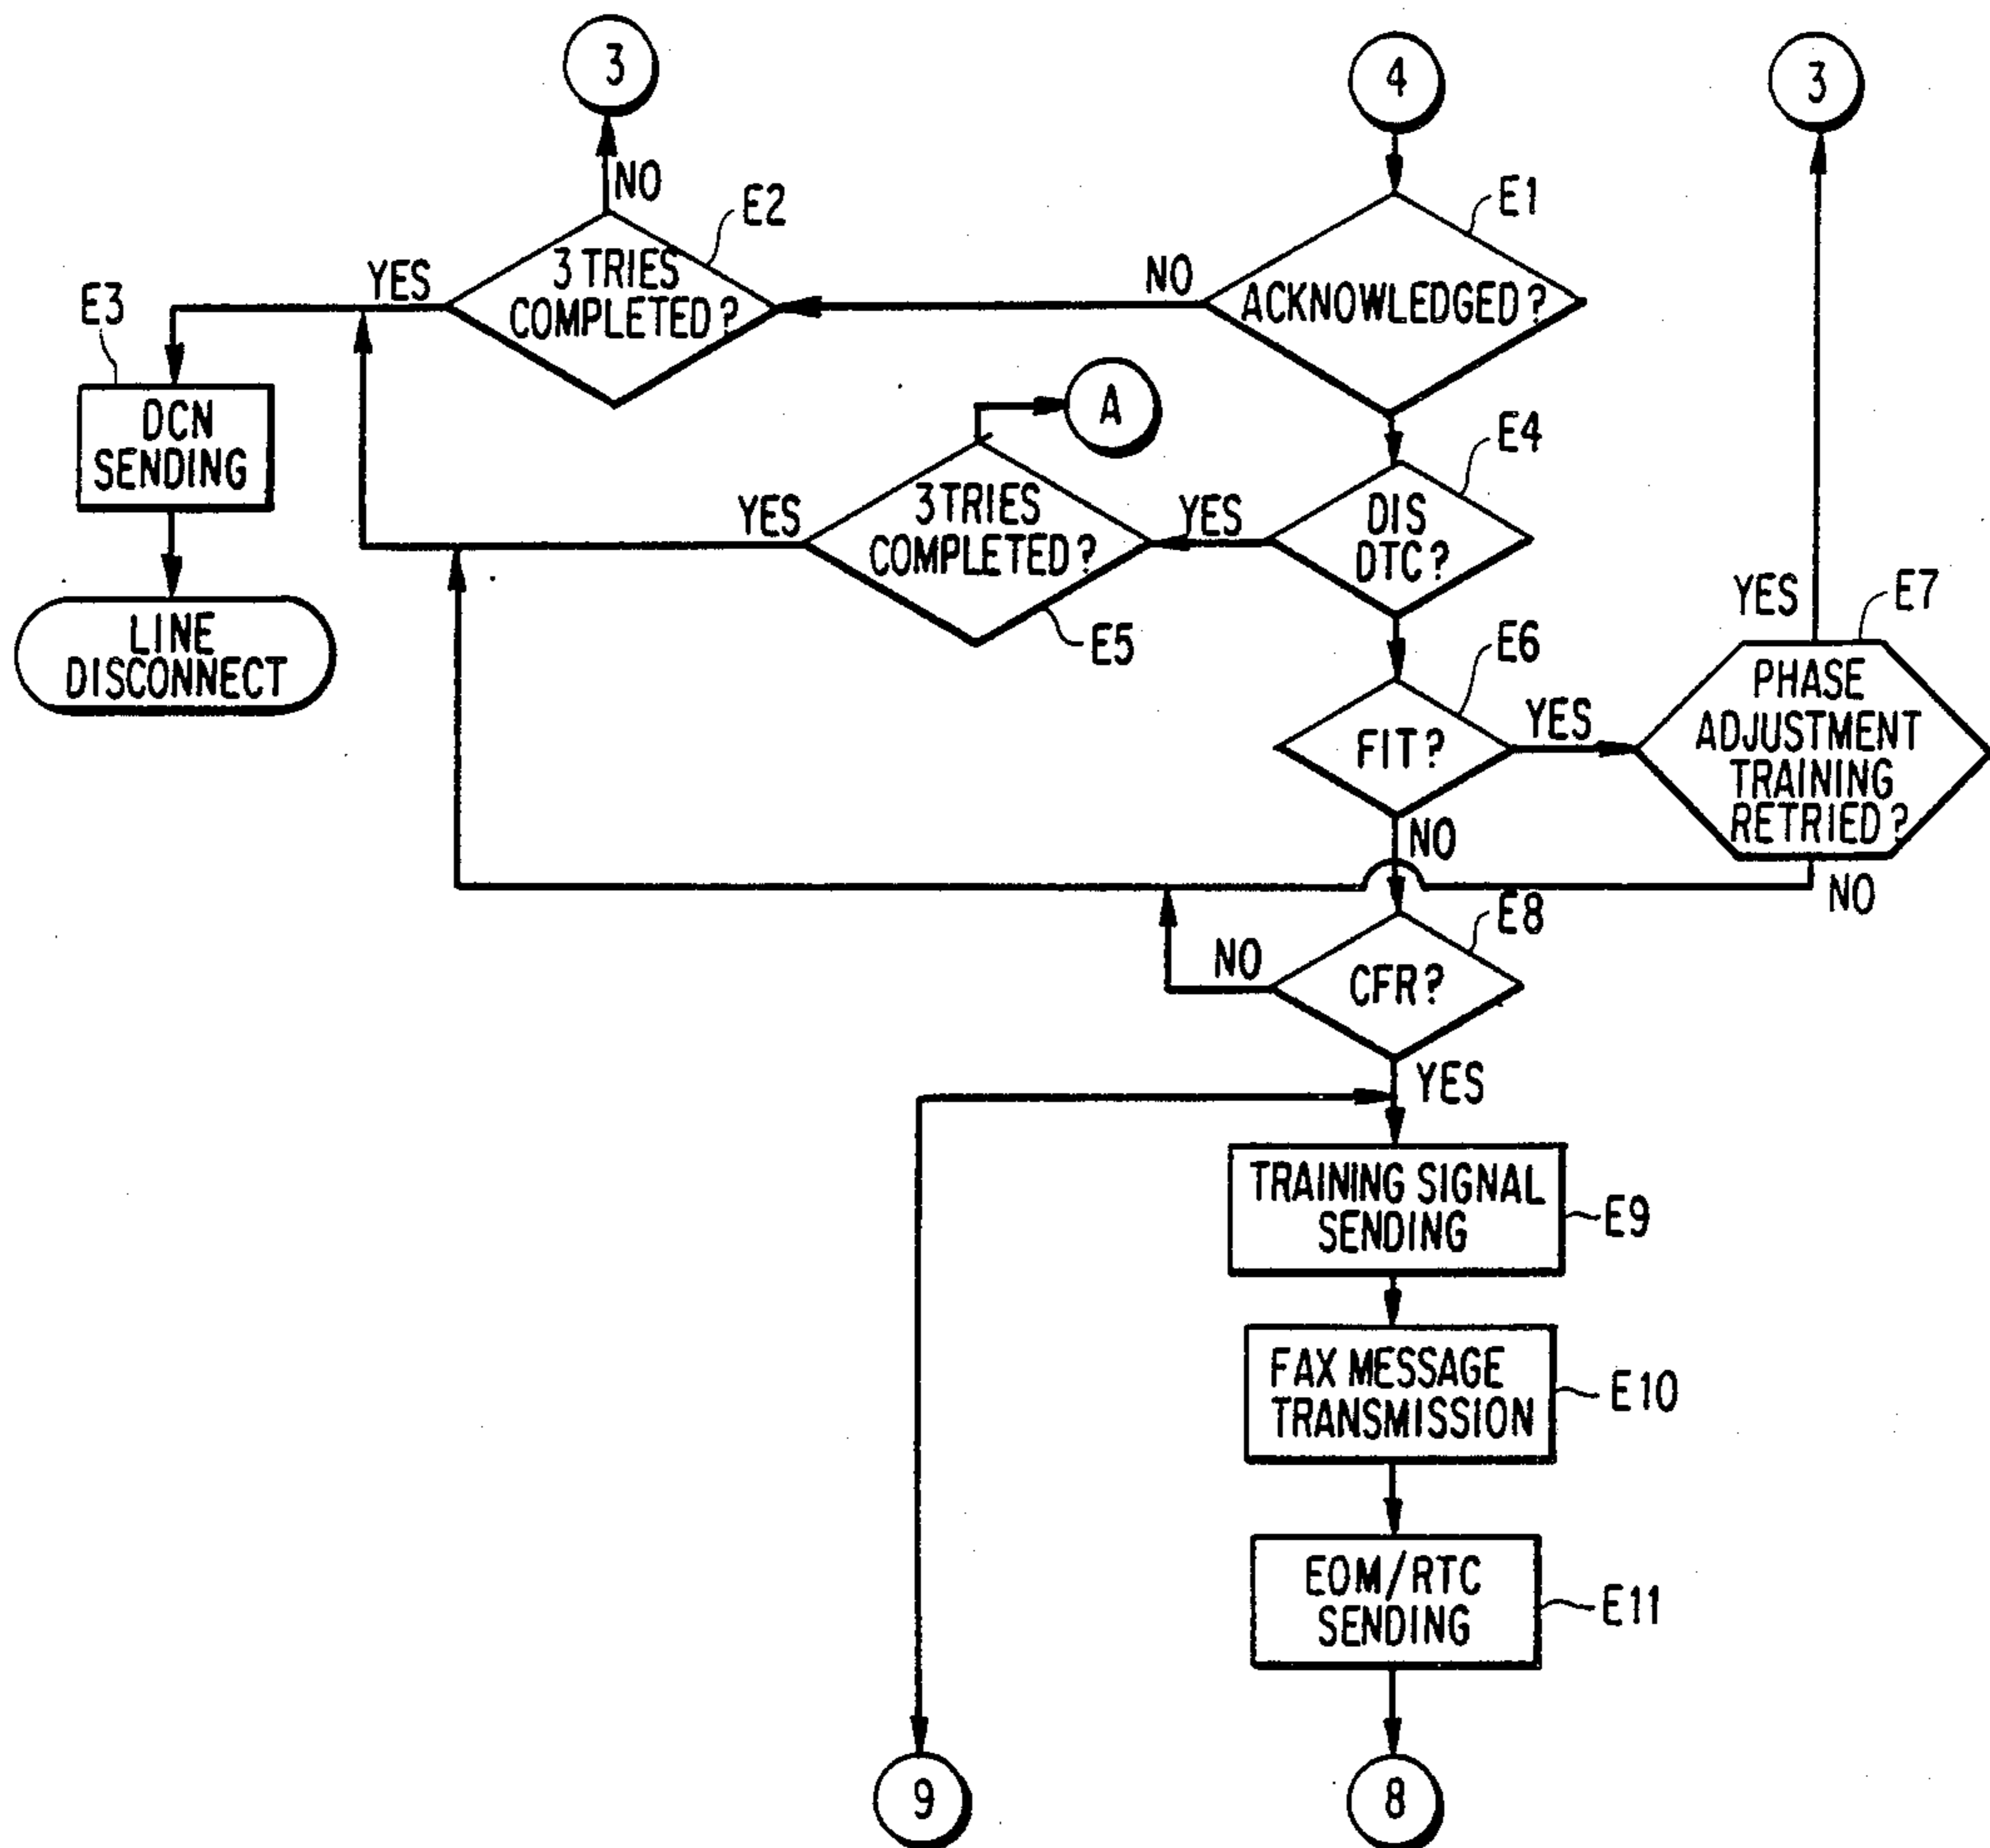 3
4
3
NO
E2
E1
3 TRIES
COMPLETED?
YES
NO
ACKNOWLEDGED?
E3
DCN
SENDING
A
E4
3 TRIES
COMPLETED?
YES
YES
DIS
DTC?
E5
LINE
DISCONNECT
E6
FIT?
YES
YES
E7
PHASE
ADJUSTMENT
TRAINING
RETRIED?
NO
NO
E8
NO
CFR?
YES
TRAINING SIGNAL
SENDING
E9
FAX MESSAGE
TRANSMISSION
E10
EOM/RTC
SENDING
E11
9
8